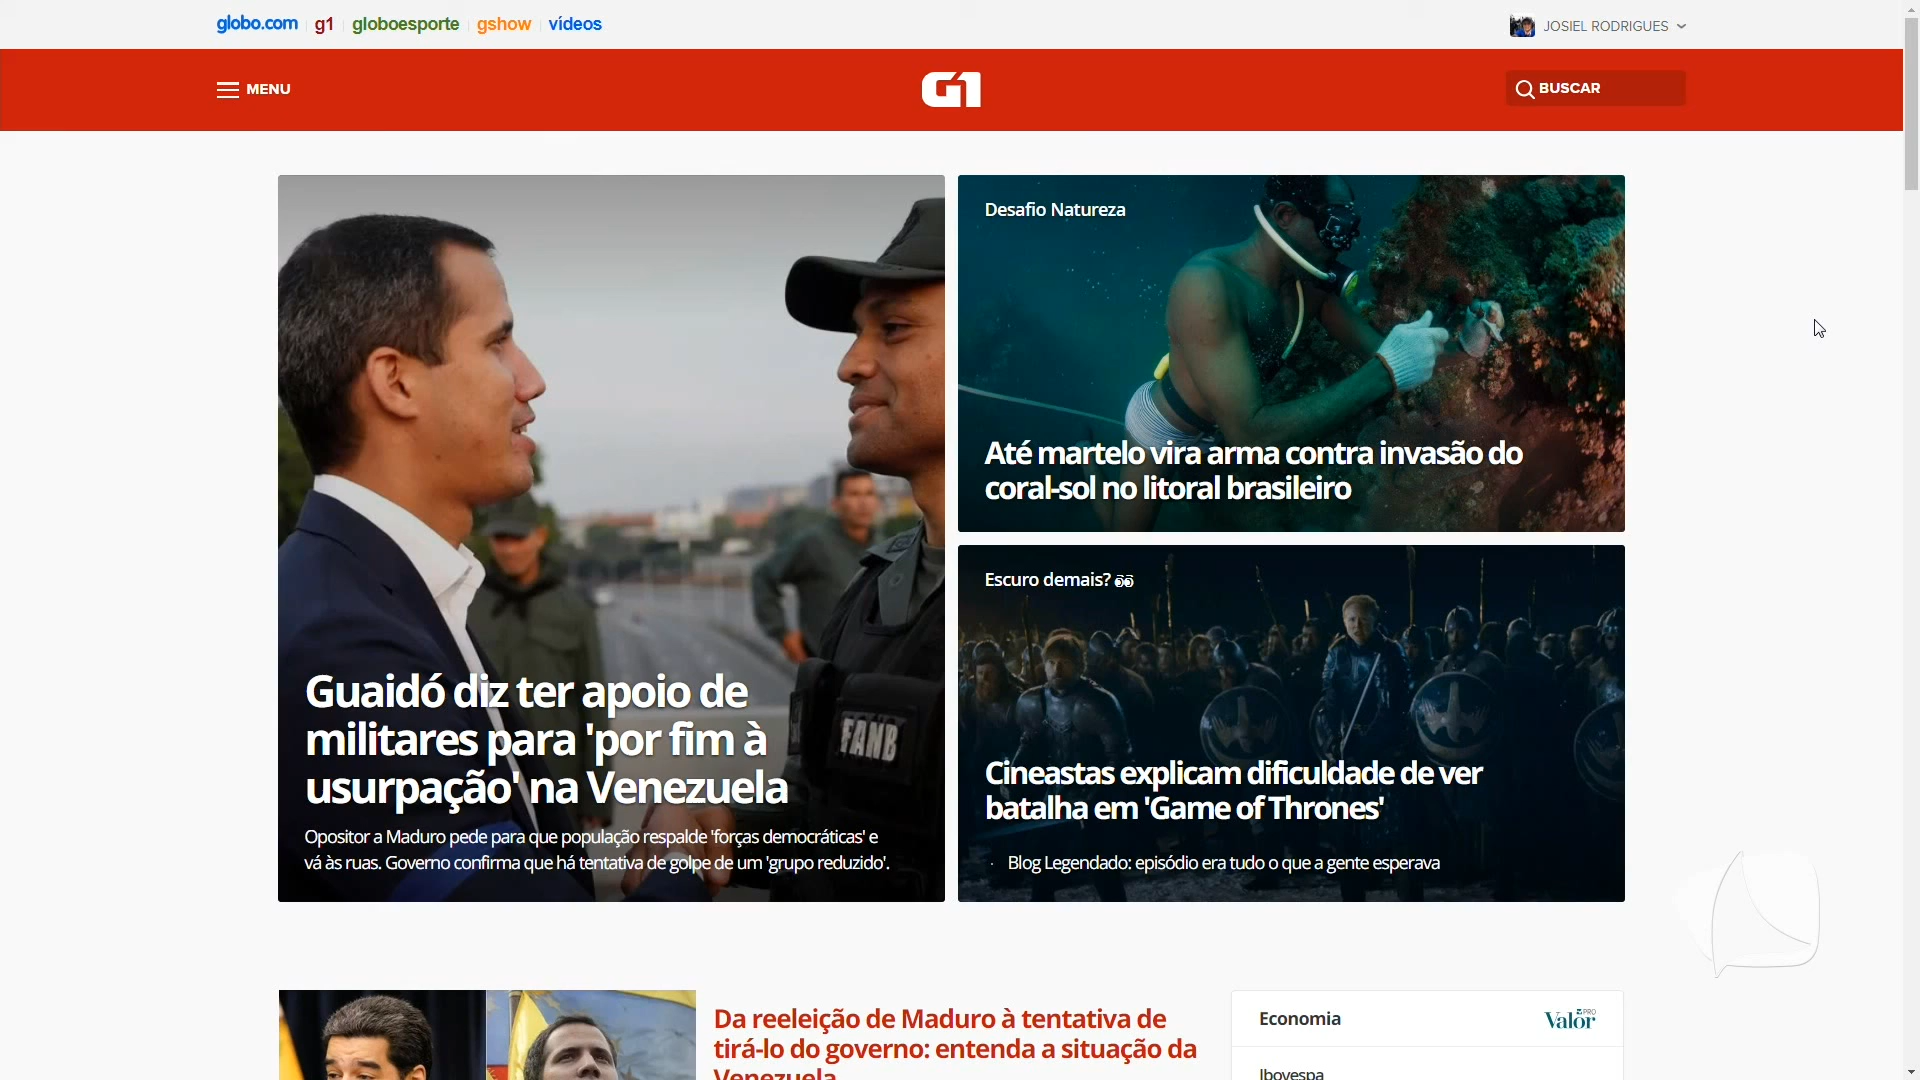 globo.com g1 globoesporte gshow vídeos
JOSIEL RODRIGUES
MENU
G1
BUSCAR
FANB
Guaidó diz ter apoio de
militares para 'por fim à
usurpação' na Venezuela
Opositor a Maduro pede para que população respalde 'forças democráticas' e
vá às ruas. Governo confirma que há tentativa de golpe de um 'grupo reduzido'.
Desafio Natureza
Até martelo vira arma contra invasão do
coral-sol no litoral brasileiro
Escuro demais? 👀
Cineastas explicam dificuldade de ver
batalha em 'Game of Thrones'
· Blog Legendado: episódio era tudo o que a gente esperava
Da reeleição de Maduro à tentativa de
tirá-lo do governo: entenda a situação da
Venezuela
Economia
Valor PRO
Ibovespa